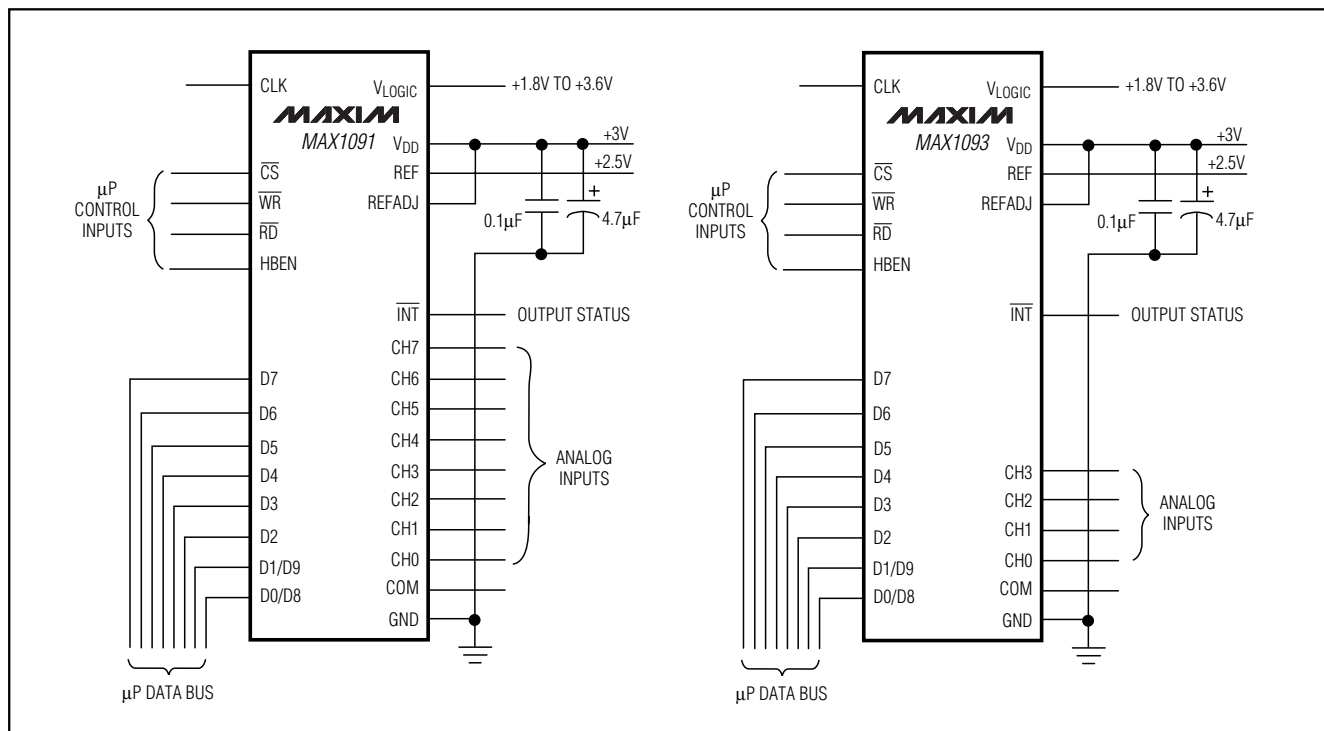 CLK
VLOGIC
+1.8V TO +3.6V
MAXIM
MAX1091
VDD
+3V
REF
+2.5V
REFADJ
0.1µF
+
4.7µF
µP
CONTROL
INPUTS
CS
WR
RD
HBEN
INT
OUTPUT STATUS
CH7
CH6
CH5
CH4
CH3
CH2
CH1
CH0
COM
GND
ANALOG
INPUTS
D7
D6
D5
D4
D3
D2
D1/D9
D0/D8
µP DATA BUS
CLK
VLOGIC
+1.8V TO +3.6V
MAXIM
MAX1093
VDD
+3V
REF
+2.5V
REFADJ
0.1µF
+
4.7µF
µP
CONTROL
INPUTS
CS
WR
RD
HBEN
INT
OUTPUT STATUS
CH3
CH2
CH1
CH0
COM
GND
ANALOG
INPUTS
D7
D6
D5
D4
D3
D2
D1/D9
D0/D8
µP DATA BUS